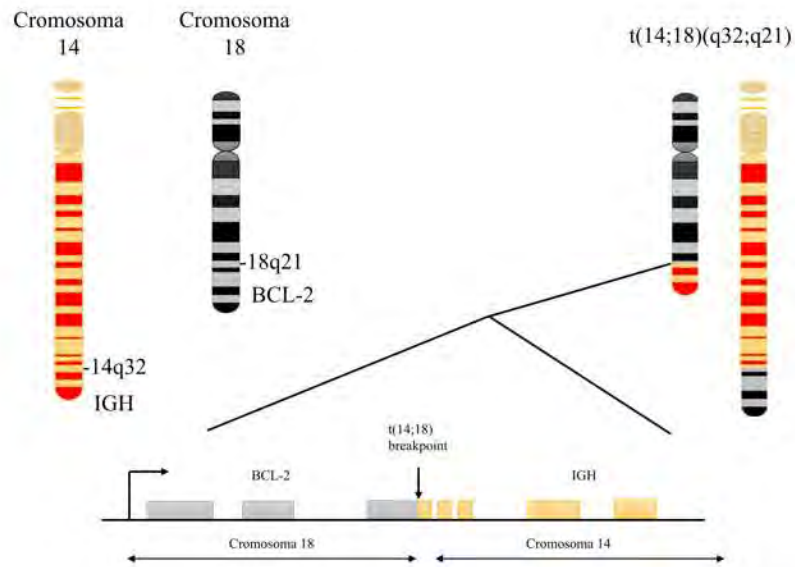 Cromosoma
14
Cromosoma
18
t(14;18)(q32;q21)
-18q21
BCL-2
-14q32
IGH
t(14;18)
breakpoint
BCL-2
IGH
Cromosoma 18
Cromosoma 14